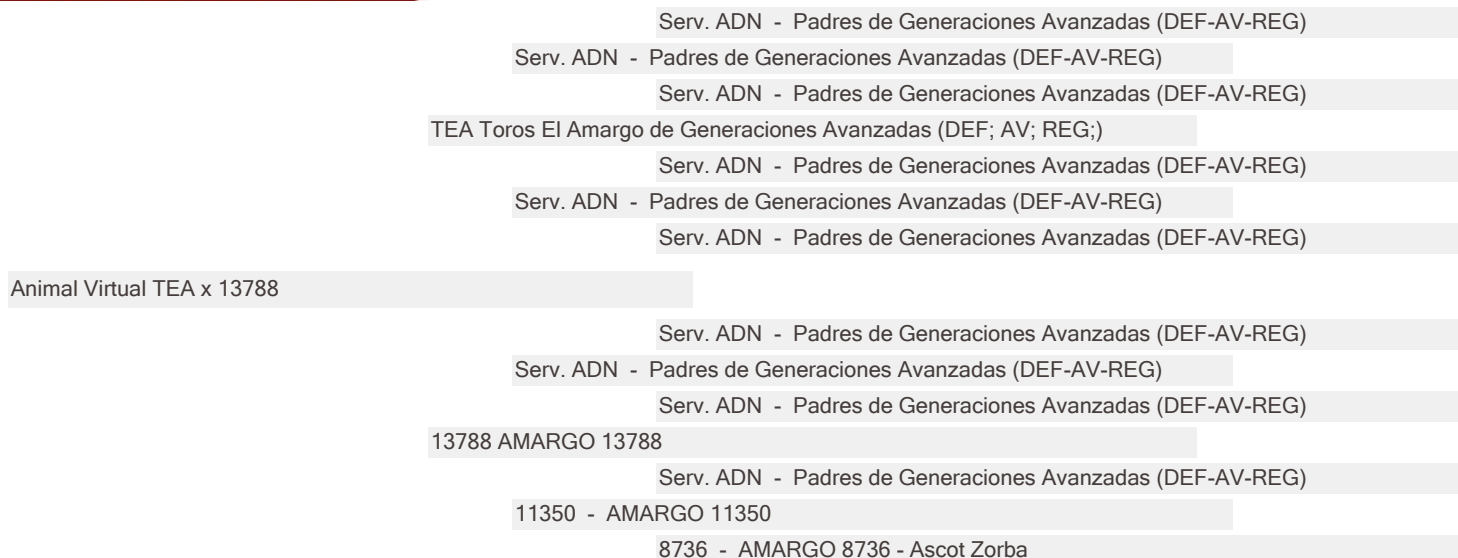 Serv. ADN - Padres de Generaciones Avanzadas (DEF-AV-REG)
Serv. ADN - Padres de Generaciones Avanzadas (DEF-AV-REG)
Serv. ADN - Padres de Generaciones Avanzadas (DEF-AV-REG)
TEA Toros El Amargo de Generaciones Avanzadas (DEF; AV; REG;)
Serv. ADN - Padres de Generaciones Avanzadas (DEF-AV-REG)
Serv. ADN - Padres de Generaciones Avanzadas (DEF-AV-REG)
Serv. ADN - Padres de Generaciones Avanzadas (DEF-AV-REG)
Animal Virtual TEA x 13788
Serv. ADN - Padres de Generaciones Avanzadas (DEF-AV-REG)
Serv. ADN - Padres de Generaciones Avanzadas (DEF-AV-REG)
Serv. ADN - Padres de Generaciones Avanzadas (DEF-AV-REG)
13788 AMARGO 13788
Serv. ADN - Padres de Generaciones Avanzadas (DEF-AV-REG)
11350 - AMARGO 11350
8736 - AMARGO 8736 - Ascot Zorba